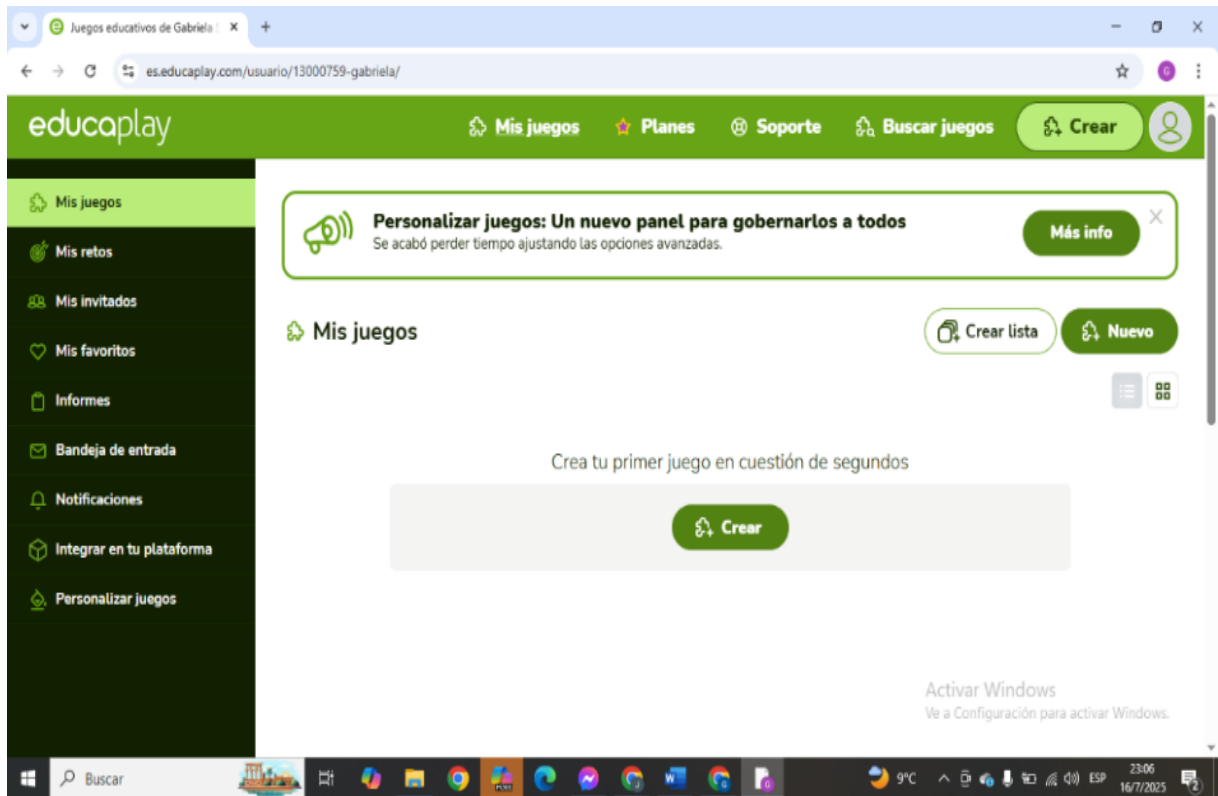 Juegos educativos de Gabriela
es.educaplay.com/usuario/13000759-gabriela/
G
educaplay
Mis juegos
Planes
Soporte
Buscar juegos
Crear
Mis juegos
Mis retos
Mis invitados
Mis favoritos
Informes
Bandeja de entrada
Notificaciones
Integrar en tu plataforma
Personalizar juegos
Personalizar juegos: Un nuevo panel para gobernarlos a todos
Se acabó perder tiempo ajustando las opciones avanzadas.
Más info
Mis juegos
Crear lista
Nuevo
Crea tu primer juego en cuestión de segundos
Crear
Activar Windows
Ve a Configuración para activar Windows.
Buscar
9°C
ESP
23:06
16/7/2025
2